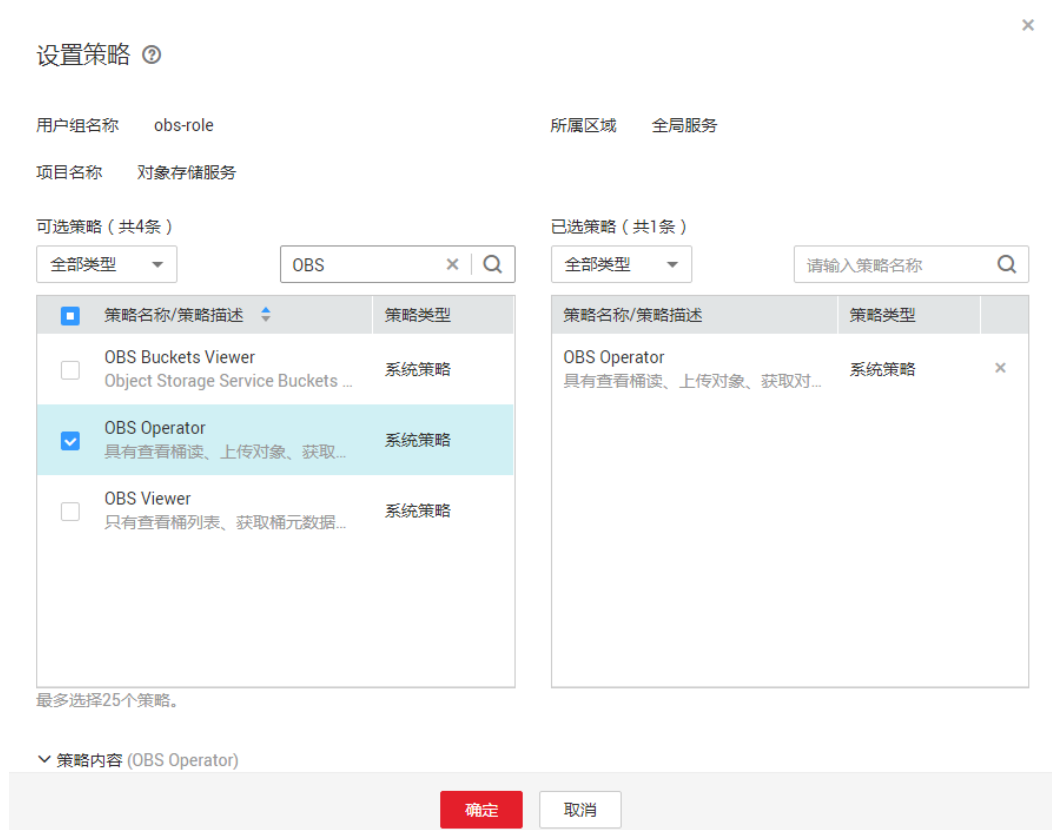 设置策略
用户组名称 obs-role 所属区域 全局服务
项目名称 对象存储服务
可选策略（共4条） 已选策略（共1条）
全部类型 OBS 全部类型 请输入策略名称
策略名称/策略描述 策略类型 策略名称/策略描述 策略类型
OBS Buckets Viewer
Object Storage Service Buckets ... 系统策略
OBS Operator
具有查看桶读、上传对象、获取对... 系统策略
OBS Operator
具有查看桶读、上传对象、获取... 系统策略
OBS Viewer
只有查看桶列表、获取桶元数据... 系统策略
最多选择25个策略。
策略内容 (OBS Operator)
确定 取消